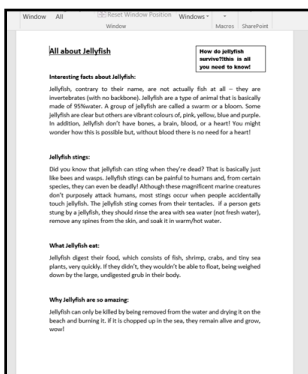 Window All Reset Window Position Windows
Window Macros SharePoint
All about Jellyfish
How do jellyfish
survive?!this is all
you need to know!
Interesting facts about Jellyfish:
Jellyfish, contrary to their name, are not actually fish at all – they are
invertebrates (with no backbone). Jellyfish are a type of animal that is basically
made of 95%water. A group of jellyfish are called a swarm or a bloom. Some
Jellyfish are clear but others are vibrant colours of, pink, yellow, blue and purple.
In addition, Jellyfish don't have bones, a brain, blood, or a heart! You might
wonder how this is possible but, without blood there is no need for a heart!
Jellyfish stings:
Did you know that jellyfish can sting when they're dead? That is basically just
like bees and wasps. Jellyfish stings can be painful to humans and, from certain
species, they can even be deadly! Although these magnificent marine creatures
don't purposely attack humans, most stings occur when people accidentally
touch jellyfish. The jellyfish sting comes from their tentacles. If a person gets
stung by a jellyfish, they should rinse the area with sea water (not fresh water),
remove any spines from the skin, and soak it in warm/hot water.
What Jellyfish eat:
Jellyfish digest their food, which consists of fish, shrimp, crabs, and tiny sea
plants, very quickly. If they didn't, they wouldn't be able to float, being weighed
down by the large, undigested grub in their body.
Why Jellyfish are so amazing:
Jellyfish can only be killed by being removed from the water and drying it on the
beach and burning it. If it is chopped up in the sea, they remain alive and grow,
wow!